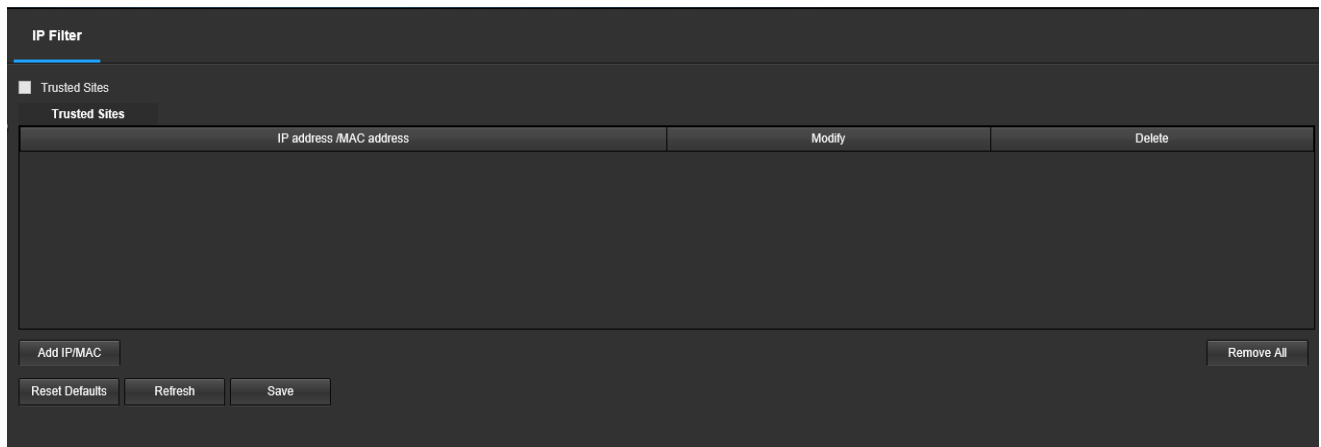 IP Filter
Trusted Sites
Trusted Sites
IP address /MAC address Modify Delete
Add IP/MAC Remove All
Reset Defaults Refresh Save